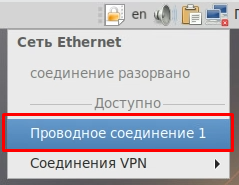 en
Сеть Ethernet
соединение разорвано
Доступно
Проводное соединение 1
Соединения VPN